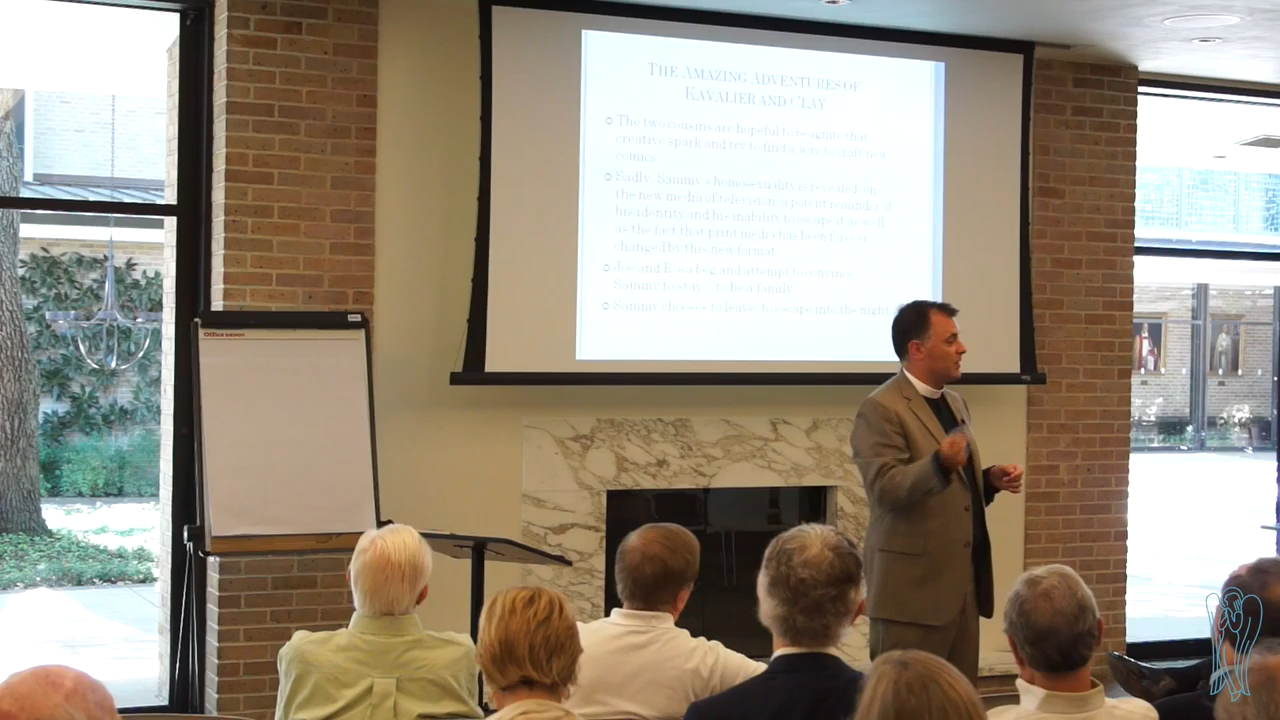 THE AMAZING ADVENTURES OF
KAVALIER AND CLAY
The two cousins are hopeful to reignite that
creative spark and try to find a way to craft new
comics.
Sadly, Sammy's homosexuality is revealed on
the new media of television, a potent reminder of
his identity and his inability to escape it as well
as the fact that print media has been forever
changed by this new format.
Joe and Rosa beg and attempt to convince
Sammy to stay... to be a family.
Sammy chooses to leave, to escape into the night
Office DEPOT